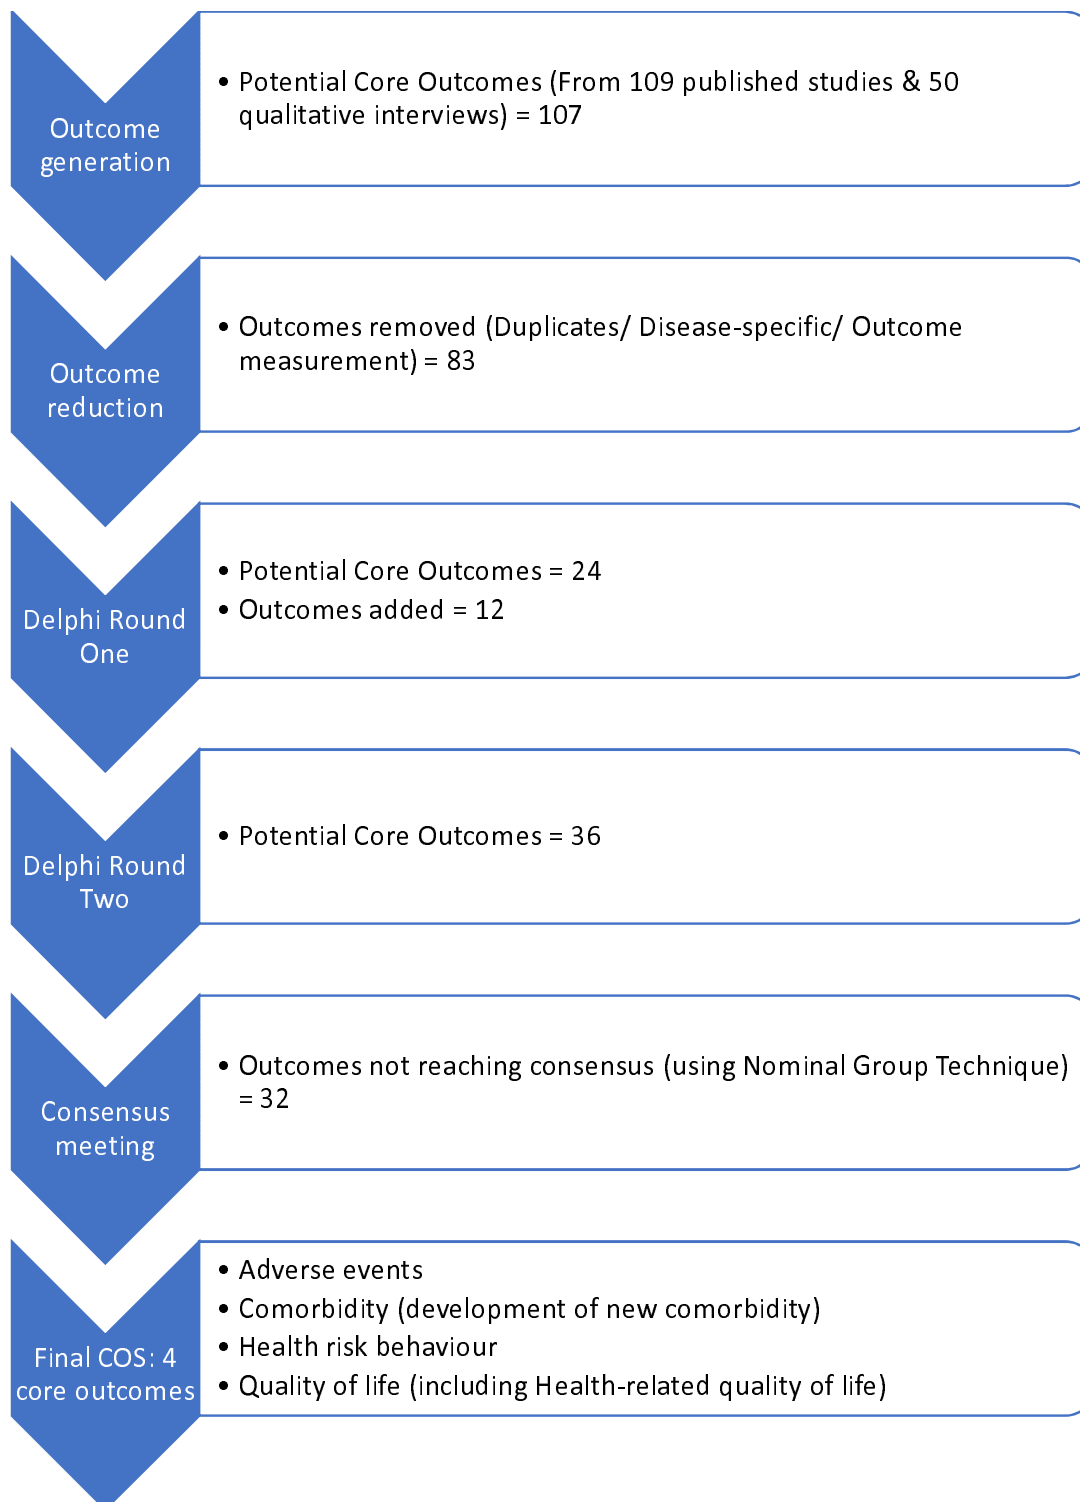 Outcome
generation
• Potential Core Outcomes (From 109 published studies & 50
qualitative interviews) = 107
Outcome
reduction
• Outcomes removed (Duplicates/ Disease-specific/ Outcome
measurement) = 83
Delphi Round
One
• Potential Core Outcomes = 24
• Outcomes added = 12
Delphi Round
Two
• Potential Core Outcomes = 36
Consensus
meeting
• Outcomes not reaching consensus (using Nominal Group Technique)
= 32
Final COS: 4
core outcomes
• Adverse events
• Comorbidity (development of new comorbidity)
• Health risk behaviour
• Quality of life (including Health-related quality of life)